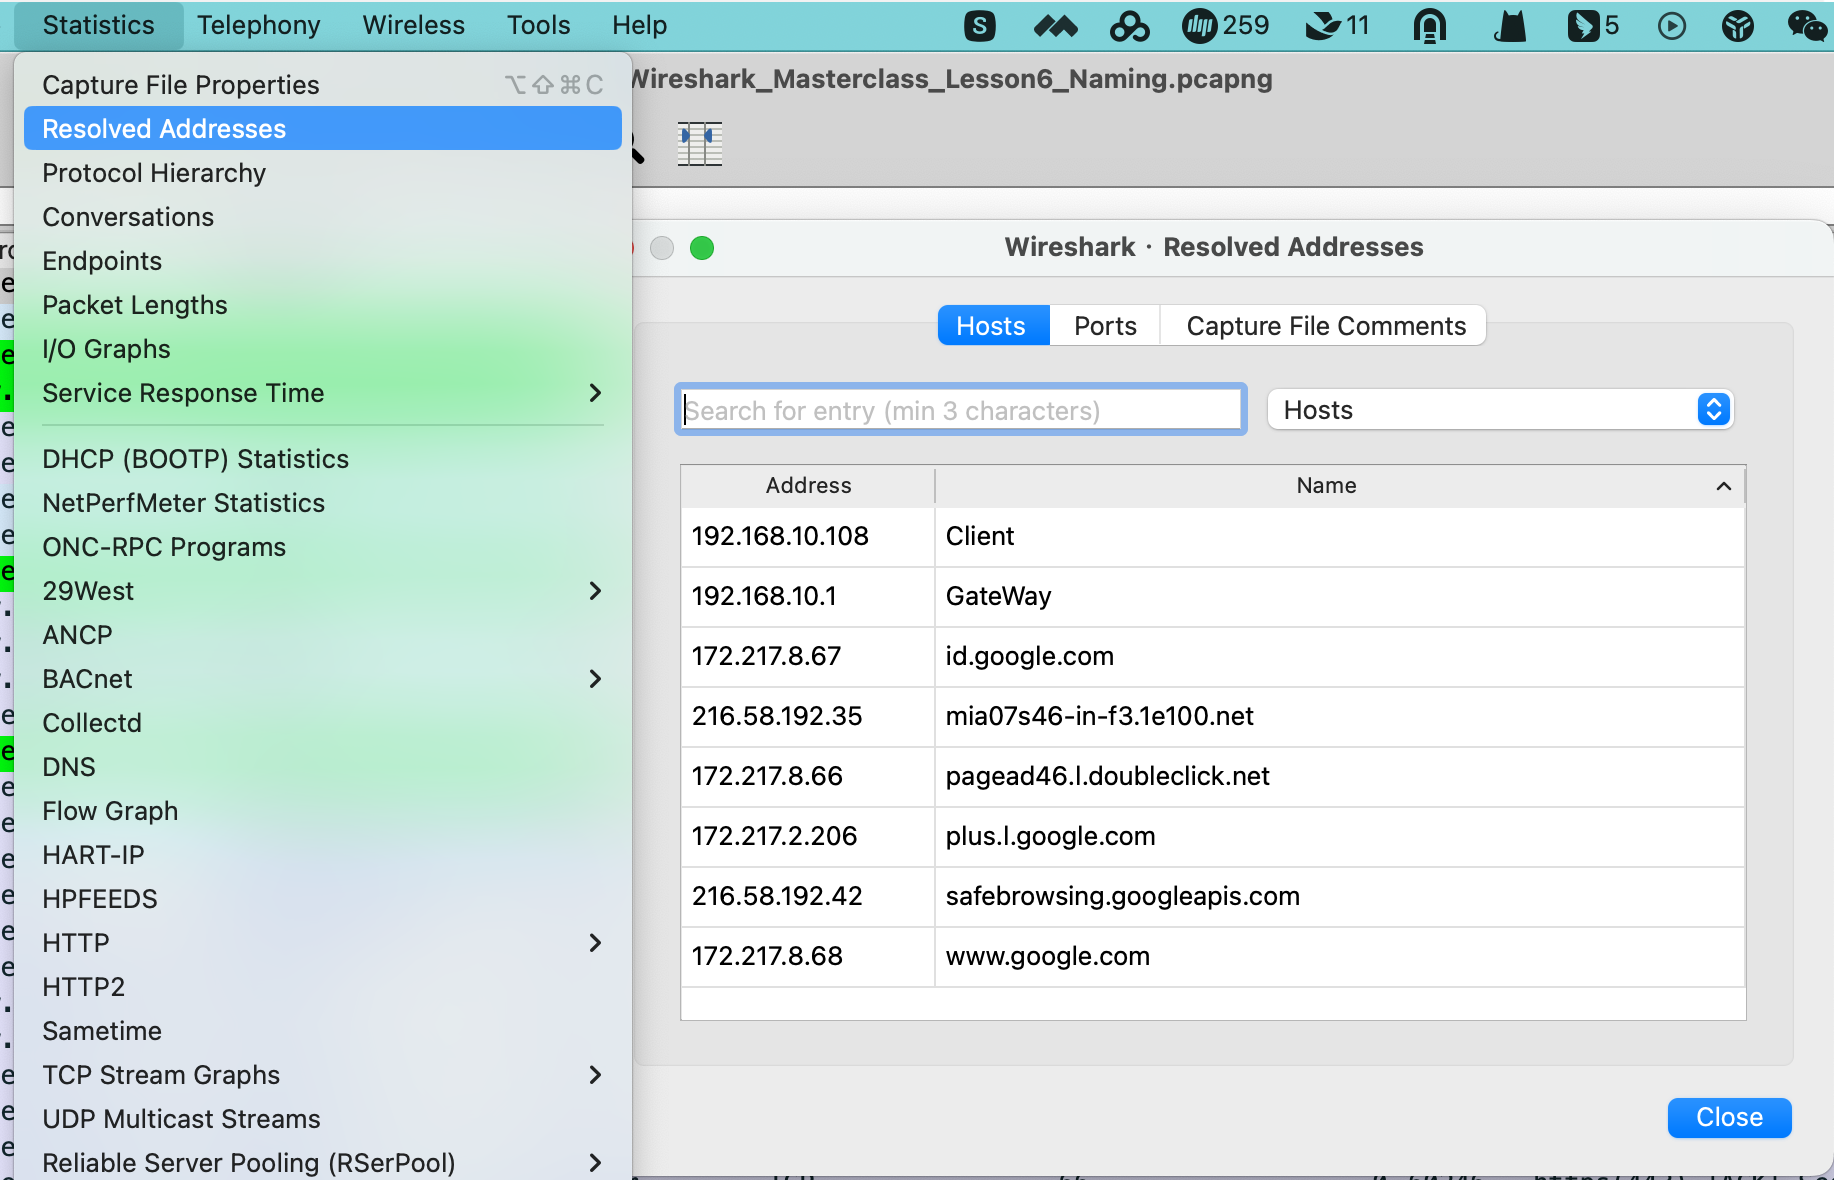 Statistics Telephony Wireless Tools Help S 259 11 5
Wireshark_Masterclass_Lesson6_Naming.pcapng
Capture File Properties ⌥⇧⌘C
Resolved Addresses
Protocol Hierarchy
Conversations
Endpoints
Packet Lengths
I/O Graphs
Service Response Time
DHCP (BOOTP) Statistics
NetPerfMeter Statistics
ONC-RPC Programs
29West
ANCP
BACnet
Collectd
DNS
Flow Graph
HART-IP
HPFEEDS
HTTP
HTTP2
Sametime
TCP Stream Graphs
UDP Multicast Streams
Reliable Server Pooling (RSerPool)
Wireshark · Resolved Addresses
Hosts Ports Capture File Comments
Search for entry (min 3 characters) Hosts
Address Name
192.168.10.108 Client
192.168.10.1 GateWay
172.217.8.67 id.google.com
216.58.192.35 mia07s46-in-f3.1e100.net
172.217.8.66 pagead46.l.doubleclick.net
172.217.2.206 plus.l.google.com
216.58.192.42 safebrowsing.googleapis.com
172.217.8.68 www.google.com
Close